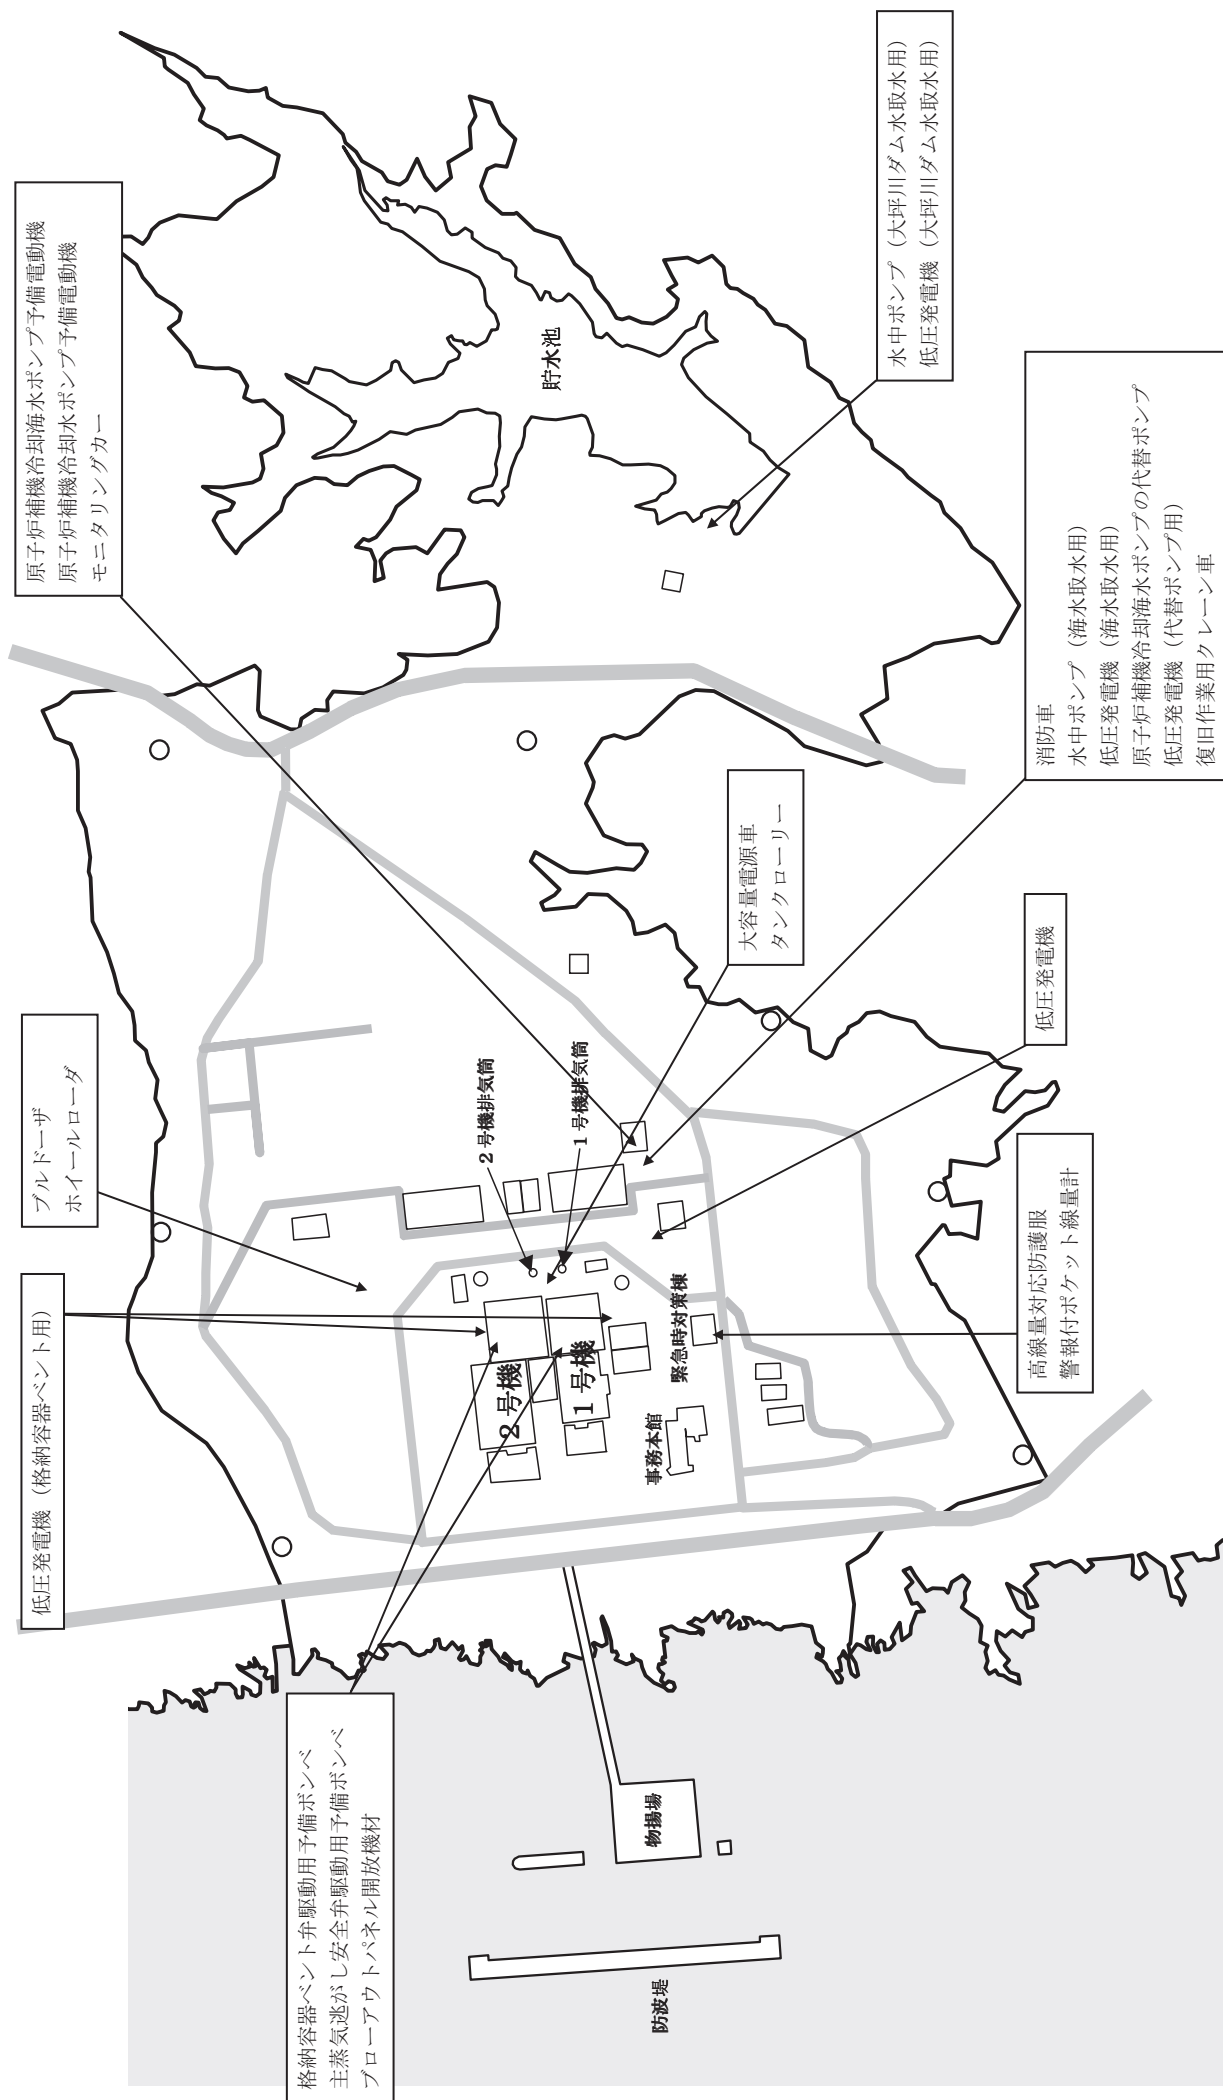 低圧発電機（格納容器ベント用）
ブルドーザ
ホイールローダ
原子炉補機冷却海水ポンプ予備電動機
原子炉補機冷却水ポンプ予備電動機
モニタリングカー
格納容器ベント弁駆動用予備ボンベ
主蒸気逃がし安全弁駆動用予備ボンベ
ブローアウトパネル開放機材
2号機排気筒
1号機排気筒
2号機
1号機
貯水池
事務本館
緊急時対策棟
物揚場
防波堤
大容量電源車
タンクローリー
水中ポンプ（大坪川ダム水取水用）
低圧発電機（大坪川ダム水取水用）
高線量対応防護服
警報付ポケット線量計
低圧発電機
消防車
水中ポンプ（海水取水用）
低圧発電機（海水取水用）
原子炉補機冷却海水ポンプの代替ポンプ
低圧発電機（代替ポンプ用）
復旧作業用クレーン車